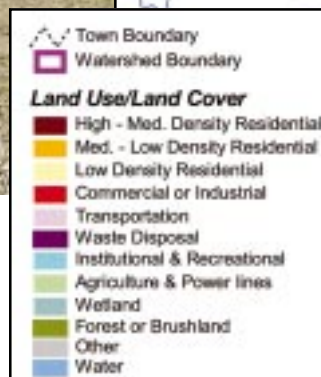 Town Boundary
Watershed Boundary
Land Use/Land Cover
High - Med. Density Residential
Med. - Low Density Residential
Low Density Residential
Commercial or Industrial
Transportation
Waste Disposal
Institutional & Recreational
Agriculture & Power lines
Wetland
Forest or Brushland
Other
Water